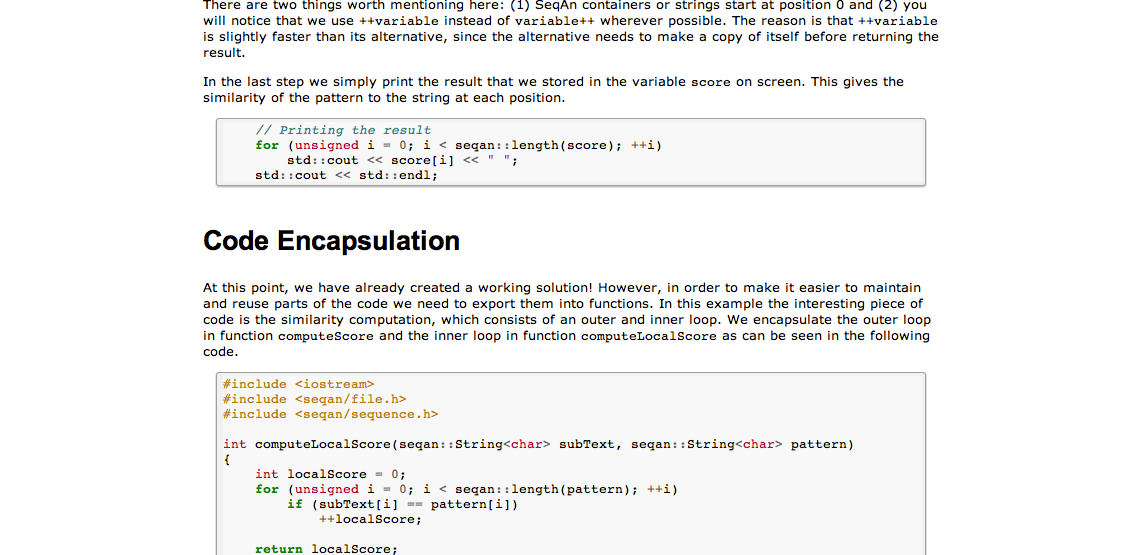 There are two things worth mentioning here: (1) SeqAn containers or strings start at position 0 and (2) you
will notice that we use ++variable instead of variable++ wherever possible. The reason is that ++variable
is slightly faster than its alternative, since the alternative needs to make a copy of itself before returning the
result.
In the last step we simply print the result that we stored in the variable score on screen. This gives the
similarity of the pattern to the string at each position.
// Printing the result
for (unsigned i = 0; i < seqan::length(score); ++i)
std::cout << score[i] << " ";
std::cout << std::endl;
Code Encapsulation
At this point, we have already created a working solution! However, in order to make it easier to maintain
and reuse parts of the code we need to export them into functions. In this example the interesting piece of
code is the similarity computation, which consists of an outer and inner loop. We encapsulate the outer loop
in function computeScore and the inner loop in function computeLocalScore as can be seen in the following
code.
#include <iostream>
#include <seqan/file.h>
#include <seqan/sequence.h>
int computeLocalScore(seqan::String<char> subText, seqan::String<char> pattern)
{
int localScore = 0;
for (unsigned i = 0; i < seqan::length(pattern); ++i)
if (subText[i] == pattern[i])
++localScore;
return localScore;